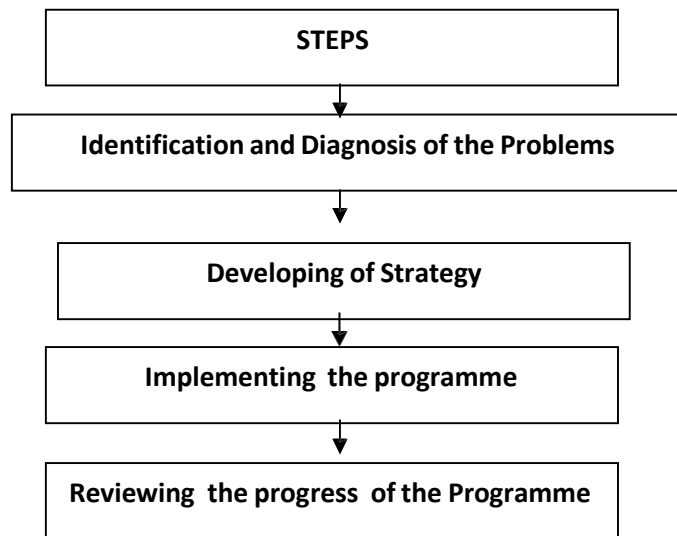 STEPS
Identification and Diagnosis of the Problems
Developing of Strategy
Implementing the programme
Reviewing the progress of the Programme